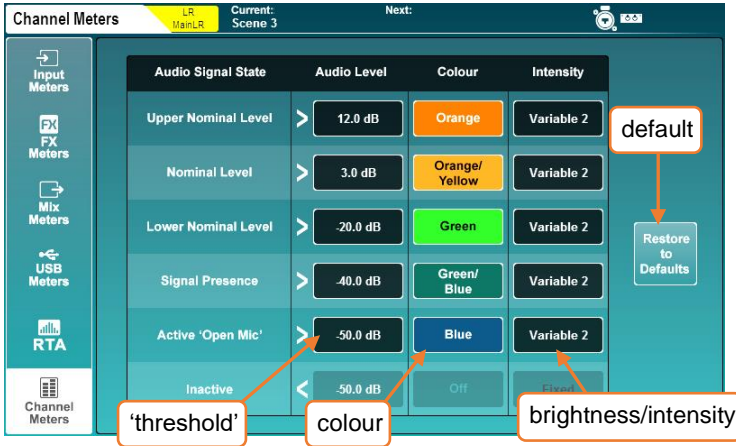 Channel Meters
LR
MainLR
Current:
Scene 3
Next:
Input
Meters
FX
FX
Meters
Mix
Meters
USB
Meters
RTA
Channel
Meters
Audio Signal State Audio Level Colour Intensity
Upper Nominal Level > 12.0 dB Orange Variable 2
Nominal Level > 3.0 dB Orange/
Yellow Variable 2
Lower Nominal Level > -20.0 dB Green Variable 2
Signal Presence > -40.0 dB Green/
Blue Variable 2
Active 'Open Mic' > -50.0 dB Blue Variable 2
Inactive < -50.0 dB Off Fixed
default
Restore
to
Defaults
‘threshold’
colour
brightness/intensity